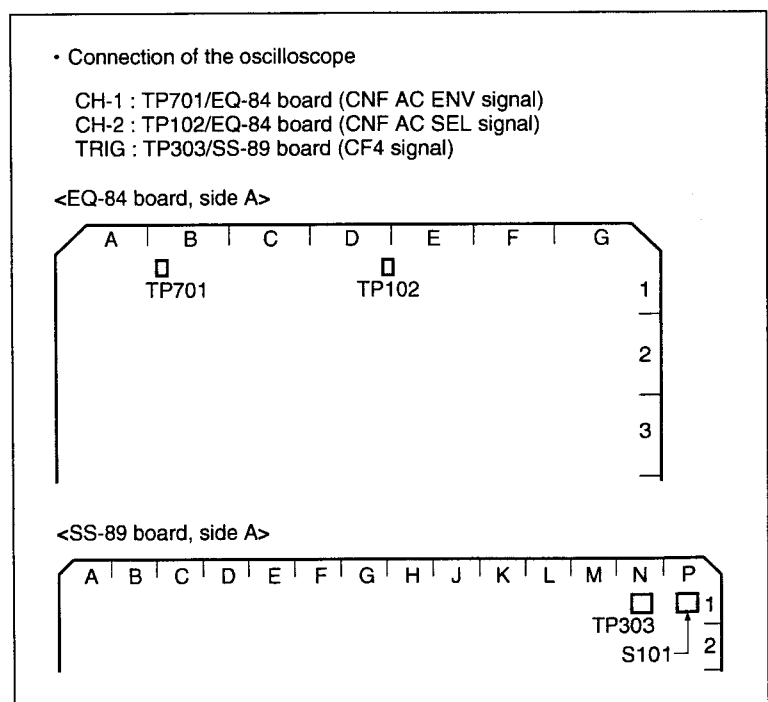 ・Connection of the oscilloscope
CH-1 : TP701/EQ-84 board (CNF AC ENV signal)
CH-2 : TP102/EQ-84 board (CNF AC SEL signal)
TRIG : TP303/SS-89 board (CF4 signal)
<EQ-84 board, side A>
A B C D E F G
TP701 TP102 1
2
3
<SS-89 board, side A>
A B C D E F G H J K L M N P
1
TP303
S101 2